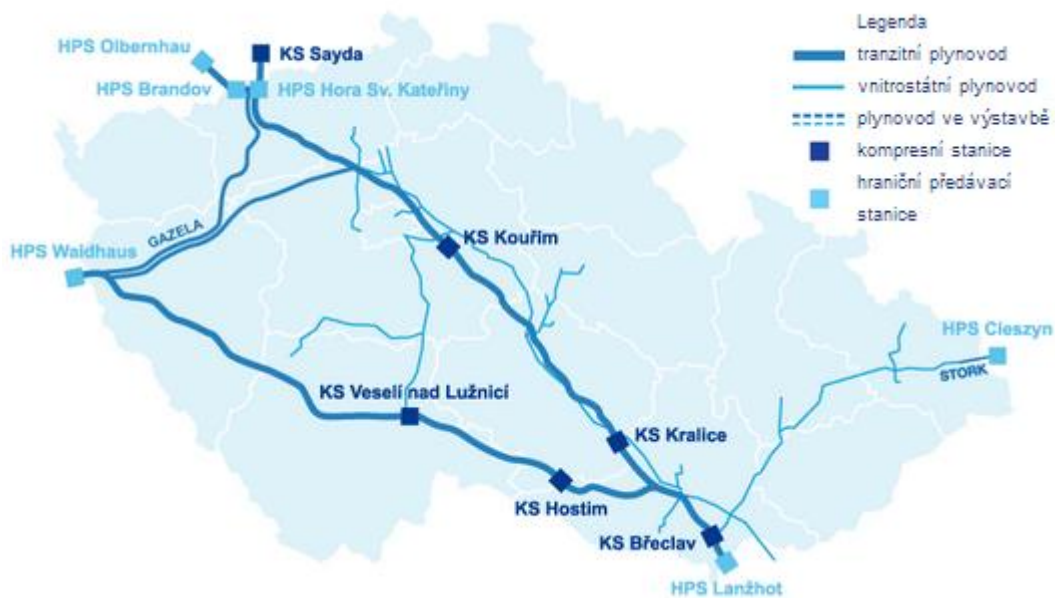 Legenda
tranzitní plynovod
vnitrostátní plynovod
plynovod ve výstavbě
kompresní stanice
hraniční předávací
stanice
HPS Olbernhau
KS Sayda
HPS Brandov
HPS Hora Sv. Kateřiny
GAZELA
HPS Waidhaus
KS Kouřim
HPS Cieszyn
STORK
KS Veselí nad Lužnicí
KS Kralice
KS Hostim
KS Břeclav
HPS Lanžhot